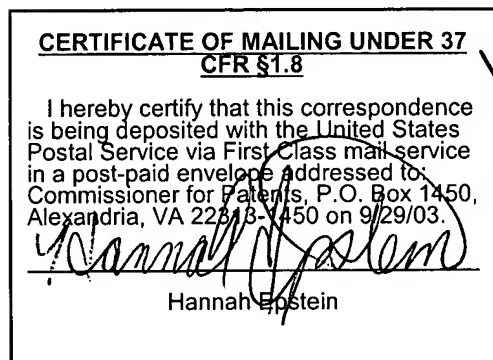 CERTIFICATE OF MAILING UNDER 37
CFR §1.8
I hereby certify that this correspondence
is being deposited with the United States
Postal Service via First Class mail service
in a post-paid envelope addressed to:
Commissioner for Patents, P.O. Box 1450,
Alexandria, VA 22313-1450 on 9/29/03.
Hannah Epstein
Hannah Epstein